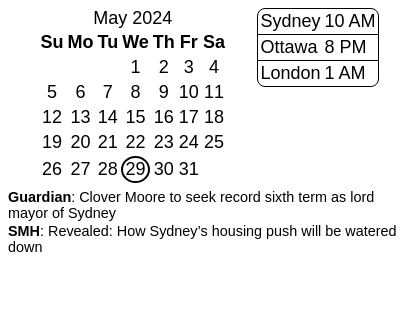 May 2024
Su Mo Tu We Th Fr Sa
1 2 3 4
5 6 7 8 9 10 11
12 13 14 15 16 17 18
19 20 21 22 23 24 25
26 27 28 29 30 31
Sydney 10 AM
Ottawa 8 PM
London 1 AM
Guardian: Clover Moore to seek record sixth term as lord
mayor of Sydney
SMH: Revealed: How Sydney’s housing push will be watered
down